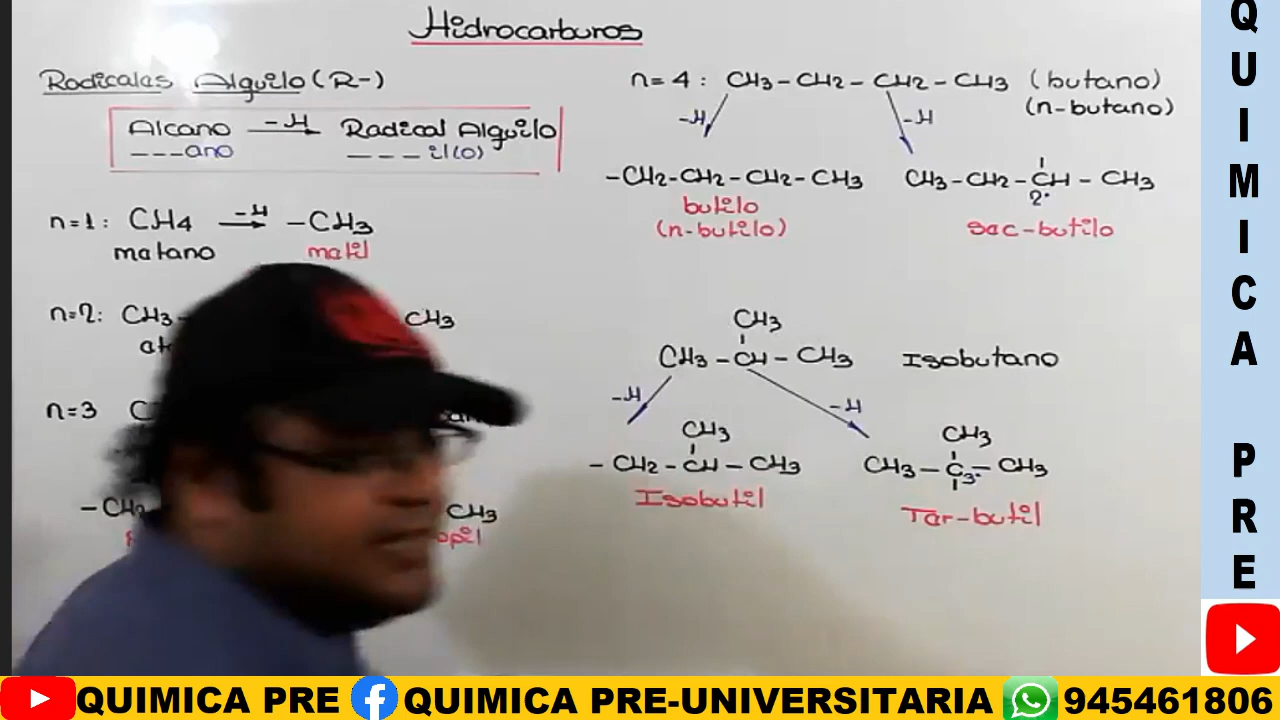 Hidrocarburos
Radicales Alquilo (R-)
Alcano -H Radical Alquilo
---ano ---il(o)
n=1: CH4 -H -CH3
metano metil
n=2: CH3- CH3
n=3
-CH2 CH3
n=4: CH3-CH2-CH2-CH3 (butano)
(n-butano)
-H -H
-CH2-CH2-CH2-CH3 CH3-CH2-CH-CH3
2°
butilo
(n-butilo) sec-butilo
CH3
CH3-CH-CH3 Isobutano
-H -H
CH3 CH3
-CH2-CH-CH3 CH3-C-CH3
3°
Isobutil Ter-butil
QUIMICA PRE
QUIMICA PRE QUIMICA PRE-UNIVERSITARIA 945461806